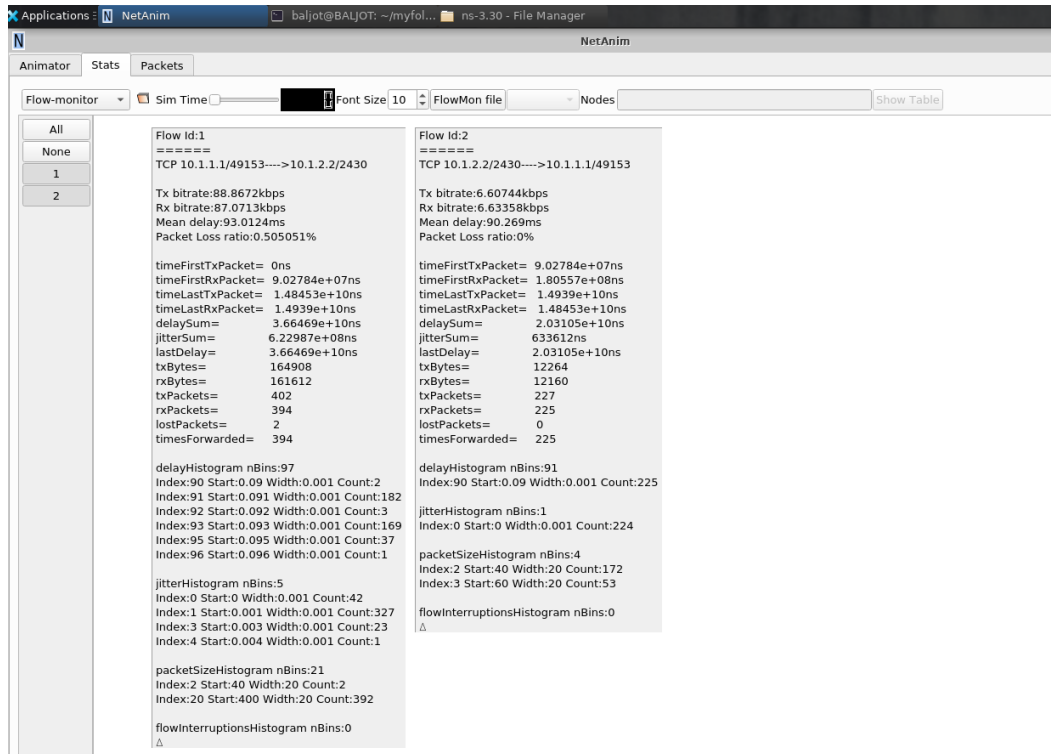 Applications
NetAnim
baljot@BALJOT: ~/myfol...
ns-3.30 - File Manager
N
NetAnim
Animator
Stats
Packets
Flow-monitor
Sim Time
Font Size 10
FlowMon file
Nodes
Show Table
All
None
1
2
Flow Id:1
======
TCP 10.1.1.1/49153---->10.1.2.2/2430
Tx bitrate:88.8672kbps
Rx bitrate:87.0713kbps
Mean delay:93.0124ms
Packet Loss ratio:0.505051%
timeFirstTxPacket= 0ns
timeFirstRxPacket= 9.02784e+07ns
timeLastTxPacket= 1.48453e+10ns
timeLastRxPacket= 1.4939e+10ns
delaySum= 3.66469e+10ns
jitterSum= 6.22987e+08ns
lastDelay= 3.66469e+10ns
txBytes= 164908
rxBytes= 161612
txPackets= 402
rxPackets= 394
lostPackets= 2
timesForwarded= 394
delayHistogram nBins:97
Index:90 Start:0.09 Width:0.001 Count:2
Index:91 Start:0.091 Width:0.001 Count:182
Index:92 Start:0.092 Width:0.001 Count:3
Index:93 Start:0.093 Width:0.001 Count:169
Index:95 Start:0.095 Width:0.001 Count:37
Index:96 Start:0.096 Width:0.001 Count:1
jitterHistogram nBins:5
Index:0 Start:0 Width:0.001 Count:42
Index:1 Start:0.001 Width:0.001 Count:327
Index:3 Start:0.003 Width:0.001 Count:23
Index:4 Start:0.004 Width:0.001 Count:1
packetSizeHistogram nBins:21
Index:2 Start:40 Width:20 Count:2
Index:20 Start:400 Width:20 Count:392
flowInterruptionsHistogram nBins:0
Flow Id:2
======
TCP 10.1.2.2/2430---->10.1.1.1/49153
Tx bitrate:6.60744kbps
Rx bitrate:6.63358kbps
Mean delay:90.269ms
Packet Loss ratio:0%
timeFirstTxPacket= 9.02784e+07ns
timeFirstRxPacket= 1.80557e+08ns
timeLastTxPacket= 1.4939e+10ns
timeLastRxPacket= 1.48453e+10ns
delaySum= 2.03105e+10ns
jitterSum= 633612ns
lastDelay= 2.03105e+10ns
txBytes= 12264
rxBytes= 12160
txPackets= 227
rxPackets= 225
lostPackets= 0
timesForwarded= 225
delayHistogram nBins:91
Index:90 Start:0.09 Width:0.001 Count:225
jitterHistogram nBins:1
Index:0 Start:0 Width:0.001 Count:224
packetSizeHistogram nBins:4
Index:2 Start:40 Width:20 Count:172
Index:3 Start:60 Width:20 Count:53
flowInterruptionsHistogram nBins:0